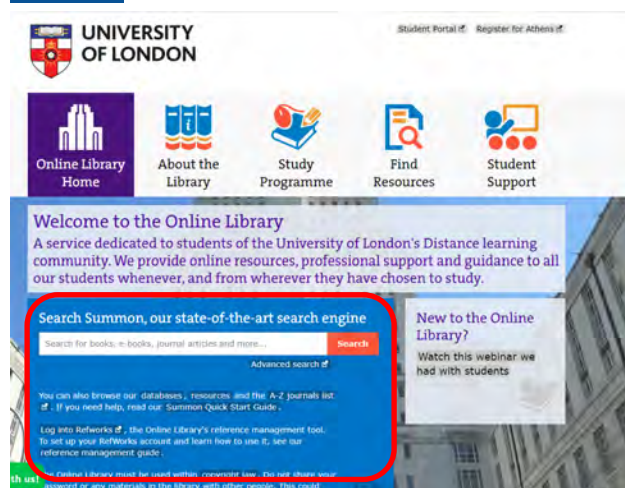 UNIVERSITY
OF LONDON
Student Portal Register for Athens
Online Library
Home
About the
Library
Study
Programme
Find
Resources
Student
Support
Welcome to the Online Library
A service dedicated to students of the University of London's Distance learning
community. We provide online resources, professional support and guidance to all
our students whenever, and from wherever they have chosen to study.
Search Summon, our state-of-the-art search engine
Search for books, e-books, journal articles and more...
Search
Advanced search
You can also browse our databases, resources and the A-Z journals list
. If you need help, read our Summon Quick Start Guide.
Log into Refworks, the Online Library's reference management tool.
To set up your RefWorks account and learn how to use it, see our
reference management guide.
Online Library must be used within copyright law. Do not share your
password or any materials in the library with other people. This could
New to the Online
Library?
Watch this webinar we
had with students
th us!